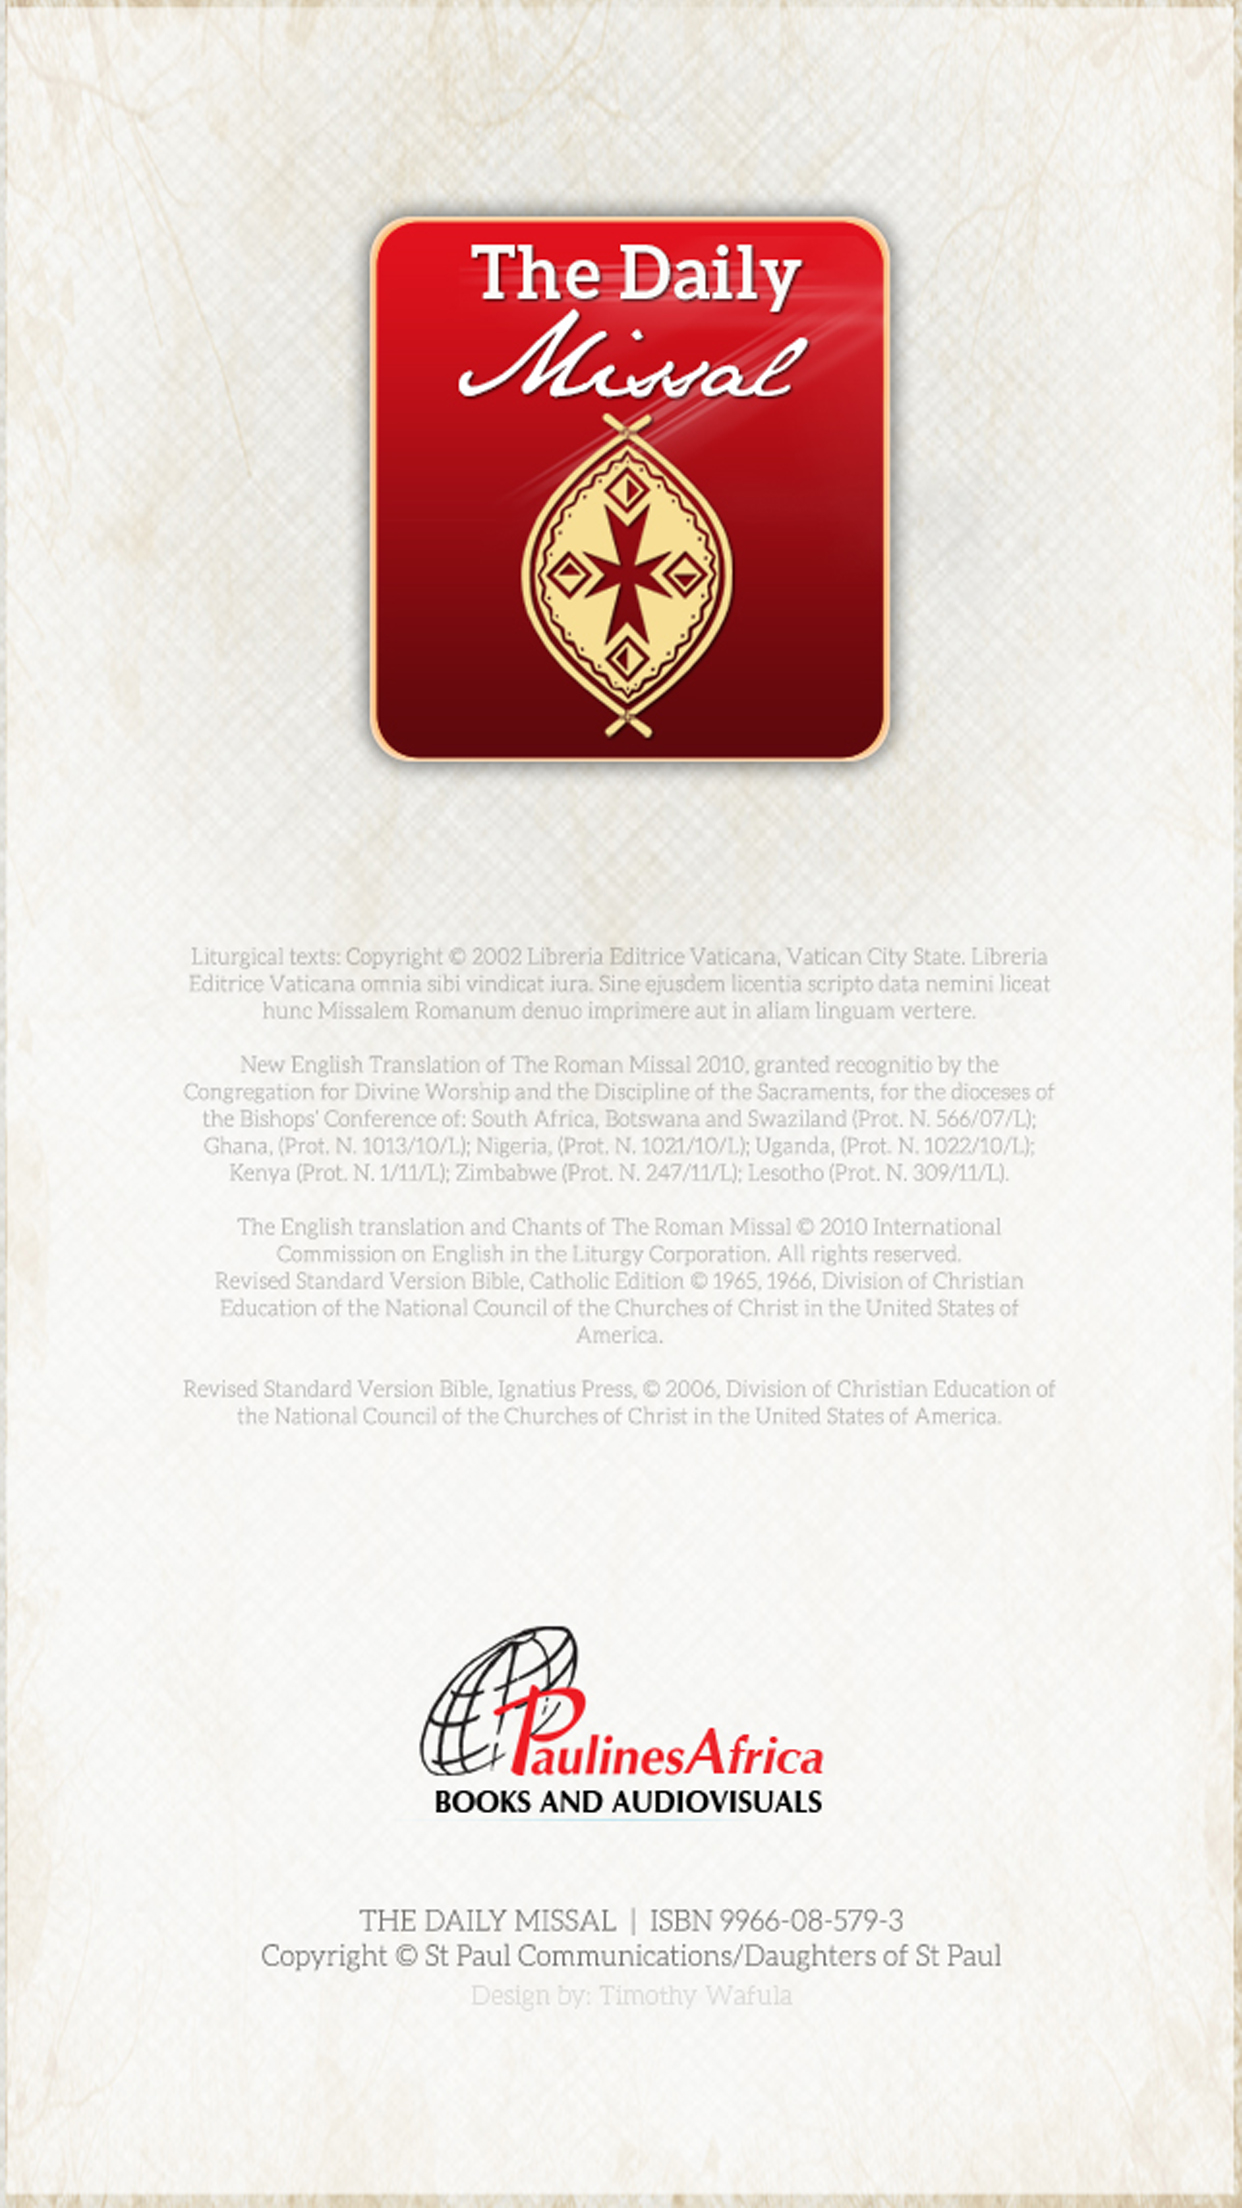 The Daily
Missal
Liturgical texts: Copyright © 2002 Libreria Editrice Vaticana, Vatican City State. Libreria
Editrice Vaticana omnia sibi vindicat iura. Sine ejusdem licentia scripto data nemini liceat
hunc Missalem Romanum denuo imprimere aut in aliam linguam vertere.
New English Translation of The Roman Missal 2010, granted recognitio by the
Congregation for Divine Worship and the Discipline of the Sacraments, for the dioceses of
the Bishops' Conference of: South Africa, Botswana and Swaziland (Prot. N. 566/07/L);
Ghana, (Prot. N. 1013/10/L); Nigeria, (Prot. N. 1021/10/L); Uganda, (Prot. N. 1022/10/L);
Kenya (Prot. N. 1/11/L); Zimbabwe (Prot. N. 247/11/L); Lesotho (Prot. N. 309/11/L).
The English translation and Chants of The Roman Missal © 2010 International
Commission on English in the Liturgy Corporation. All rights reserved.
Revised Standard Version Bible, Catholic Edition © 1965, 1966, Division of Christian
Education of the National Council of the Churches of Christ in the United States of
America.
Revised Standard Version Bible, Ignatius Press, © 2006, Division of Christian Education of
the National Council of the Churches of Christ in the United States of America.
PaulinesAfrica
BOOKS AND AUDIOVISUALS
THE DAILY MISSAL | ISBN 9966-08-579-3
Copyright © St Paul Communications/Daughters of St Paul
Design by: Timothy Wafula